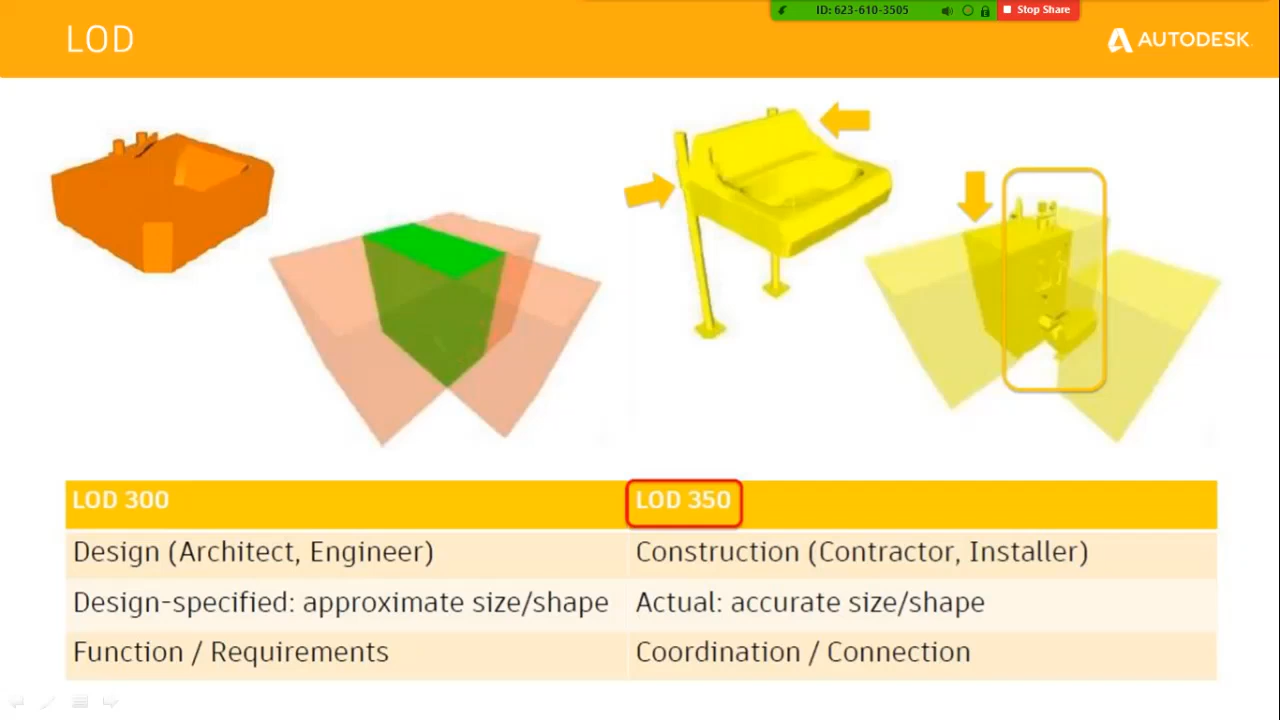 ID: 623-610-3505
Stop Share
LOD
AUTODESK
LOD 300
LOD 350
Design (Architect, Engineer)
Construction (Contractor, Installer)
Design-specified: approximate size/shape
Actual: accurate size/shape
Function / Requirements
Coordination / Connection